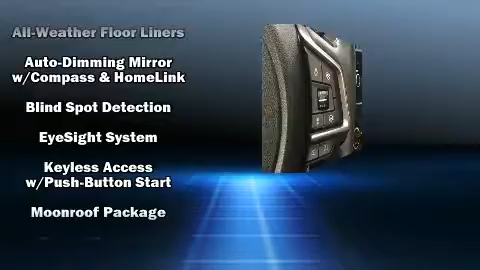 All-Weather Floor Liners
Auto-Dimming Mirror
w/Compass & HomeLink
Blind Spot Detection
EyeSight System
Keyless Access
w/Push-Button Start
Moonroof Package